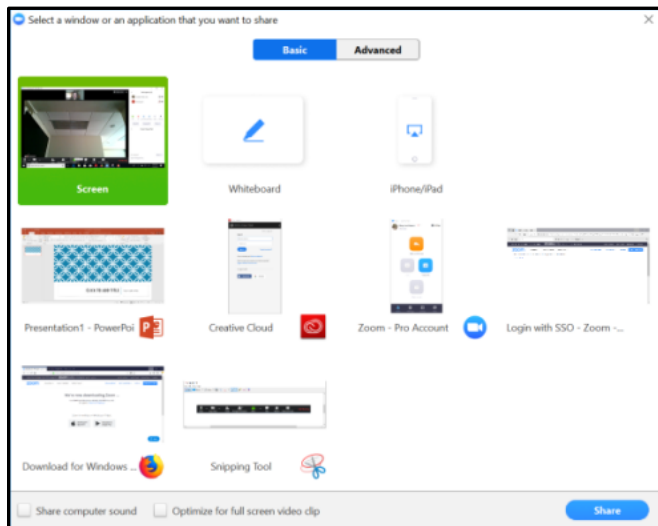 Select a window or an application that you want to share
Basic Advanced
Screen
Whiteboard
iPhone/iPad
Presentation1 - PowerPoi
Creative Cloud
Zoom - Pro Account
Login with SSO - Zoom - ...
Download for Windows ...
Snipping Tool
Share computer sound
Optimize for full screen video clip
Share